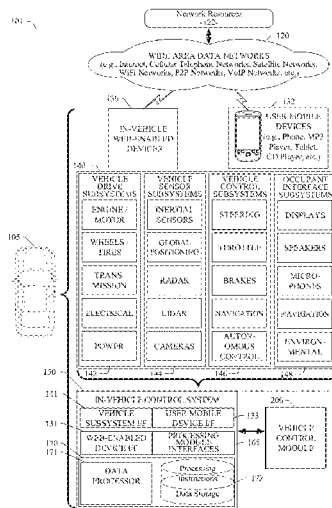 101
Network Resources
-122-
120
WIDE AREA DATA NETWORKS
(e.g., Internet, Cellular Telephone Networks, Satellite Networks,
WiFi Networks, P2P Networks, VoIP Networks, etc.)
IN-VEHICLE
WEB-ENABLED
DEVICES
132
USER MOBILE
DEVICES
(e.g., Phone, MP3
Player, Tablet,
CD Player, etc.)
140
VEHICLE
DRIVE
SUBSYSTEMS
ENGINE /
MOTOR
WHEELS /
TIRES
TRANS
MISSION
ELECTRICAL
POWER
142
VEHICLE
SENSOR
SUBSYSTEMS
INERTIAL
SENSORS
GLOBAL
POSITIONING
RADAR
LIDAR
CAMERAS
144
VEHICLE
CONTROL
SUBSYSTEMS
STEERING
THROTTLE
BRAKES
NAVIGATION
AUTON
OMOUS
CONTROL
146
OCCUPANT
INTERFACE
SUBSYSTEMS
DISPLAYS
SPEAKERS
MICRO-
PHONES
NAVIGATION
ENVIRON-
MENTAL
148
105
150
IN-VEHICLE CONTROL SYSTEM
141
VEHICLE
SUBSYSTEM I/F
USER MOBILE
DEVICE I/F
133
131
WEB-ENABLED
DEVICE I/F
PROCESSING
MODULE
INTERFACES
165
170
171
DATA
PROCESSOR
Processing
Instructions
Data Storage
172
200
VEHICLE
CONTROL
MODULE